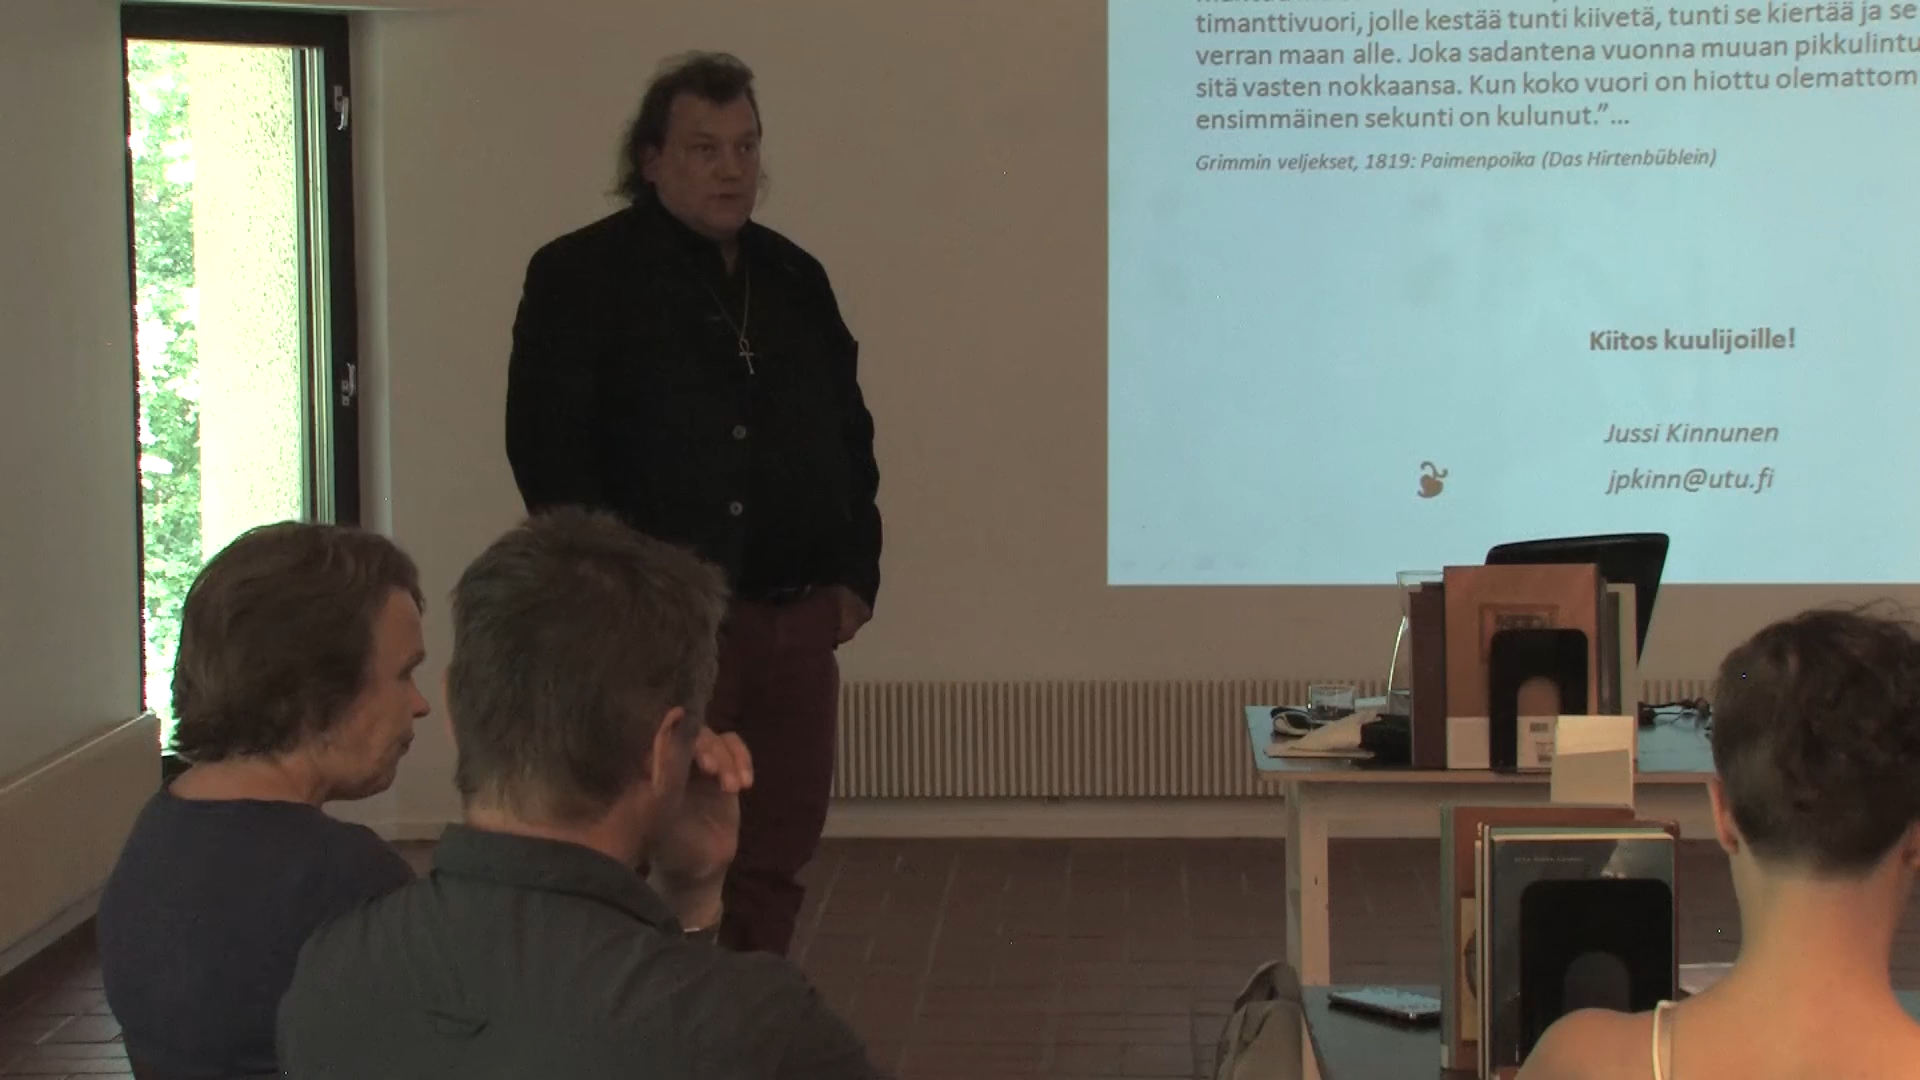 timanttivuori, jolle kestää tunti kiivetä, tunti se kiertää ja se
verran maan alle. Joka sadantena vuonna muuan pikkulintu
sitä vasten nokkaansa. Kun koko vuori on hiottu olemattom
ensimmäinen sekunti on kulunut.”...
Grimmin veljekset, 1819: Paimenpoika (Das Hirtenbüblein)
Kiitos kuulijoille!
Jussi Kinnunen
jpkinn@utu.fi